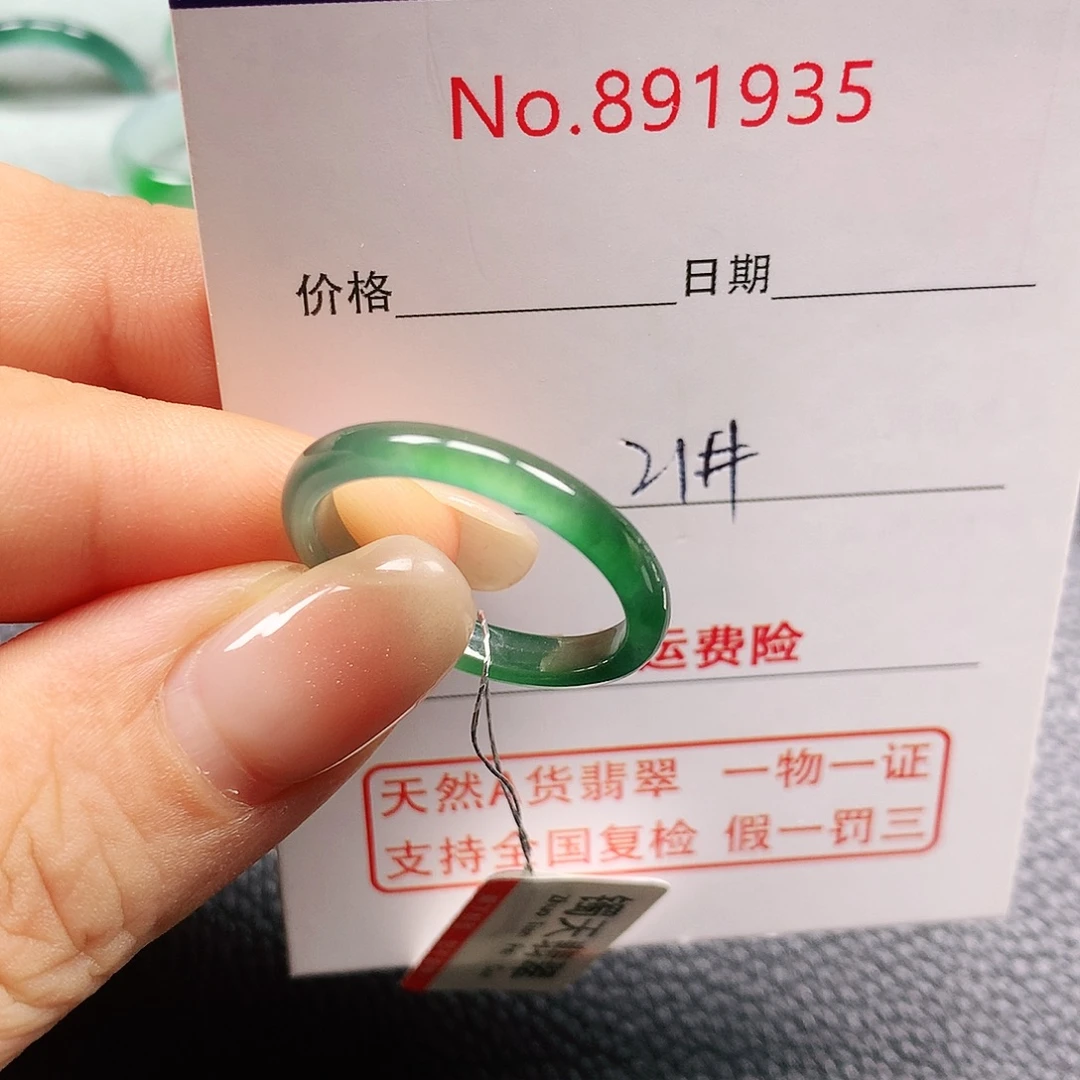 No.891935
价格 日期
21#
运费险
天然A货翡翠 一物一证
支持全国复检 假一罚三